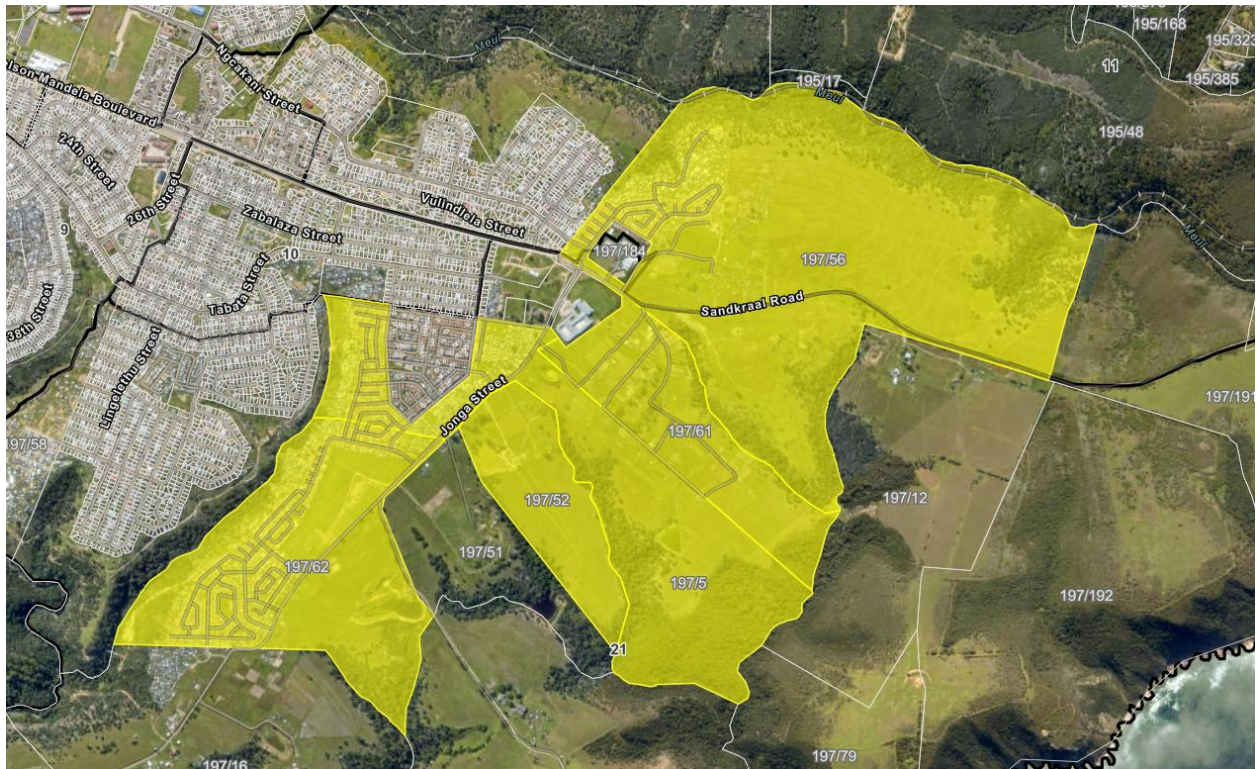 195/168
195/323
11
195/385
Meul
195/17
Meul
195/48
Ngcakani Street
elson-Mandela Boulevard
24th Street
26th Street
Vulindlela Street
Zabalaza Street
9
10
197/184
197/56
Meul
38th Street
Tabata Street
Sandkraal Road
Lingelethu Street
Jonga Street
197/191
197/58
197/61
197/52
197/12
197/51
197/62
197/5
197/192
21
197/79
197/16